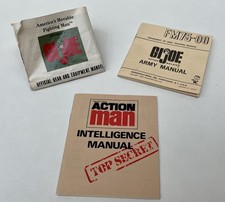 America's Movable
Fighting Man
OFFICIAL GEAR AND EQUIPMENT MANUAL
FM75-00
GI JOE
ARMY MANUAL
ACTION
man
INTELLIGENCE
MANUAL
TOP SECRET